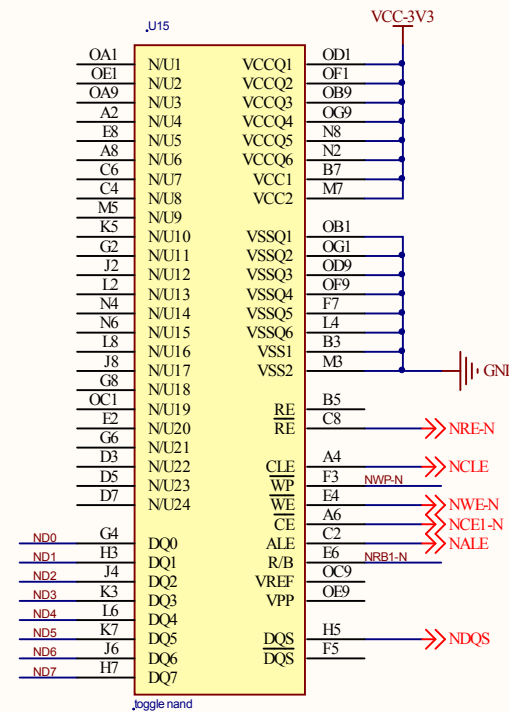 VCC-3V3
U15
OA1 N/U1 VCCQ1 OD1
OE1 N/U2 VCCQ2 OF1
OA9 N/U3 VCCQ3 OB9
A2 N/U4 VCCQ4 OG9
E8 N/U5 VCCQ5 N8
A8 N/U6 VCCQ6 N2
C6 N/U7 VCC1 B7
C4 N/U8 VCC2 M7
M5 N/U9
K5 N/U10 VSSQ1 OB1
G2 N/U11 VSSQ2 OG1
J2 N/U12 VSSQ3 OD9
L2 N/U13 VSSQ4 OF9
N4 N/U14 VSSQ5 F7
N6 N/U15 VSSQ6 L4
L8 N/U16 VSS1 B3
J8 N/U17 VSS2 M3 GND
G8 N/U18
OC1 N/U19 RE B5
E2 N/U20 RE C8 NRE-N
G6 N/U21
D3 N/U22 CLE A4 NCLE
D5 N/U23 WP F3 NWP-N
D7 N/U24 WE E4 NWE-N
CE A6 NCE1-N
ND0 G4 DQ0 ALE C2 NALE
ND1 H3 DQ1 R/B E6 NRB1-N
ND2 J4 DQ2 VREF OC9
ND3 K3 DQ3 VPP OE9
ND4 L6 DQ4
ND5 K7 DQ5 DQS H5 NDQS
ND6 J6 DQ6 DQS F5
ND7 H7 DQ7
toggle nand